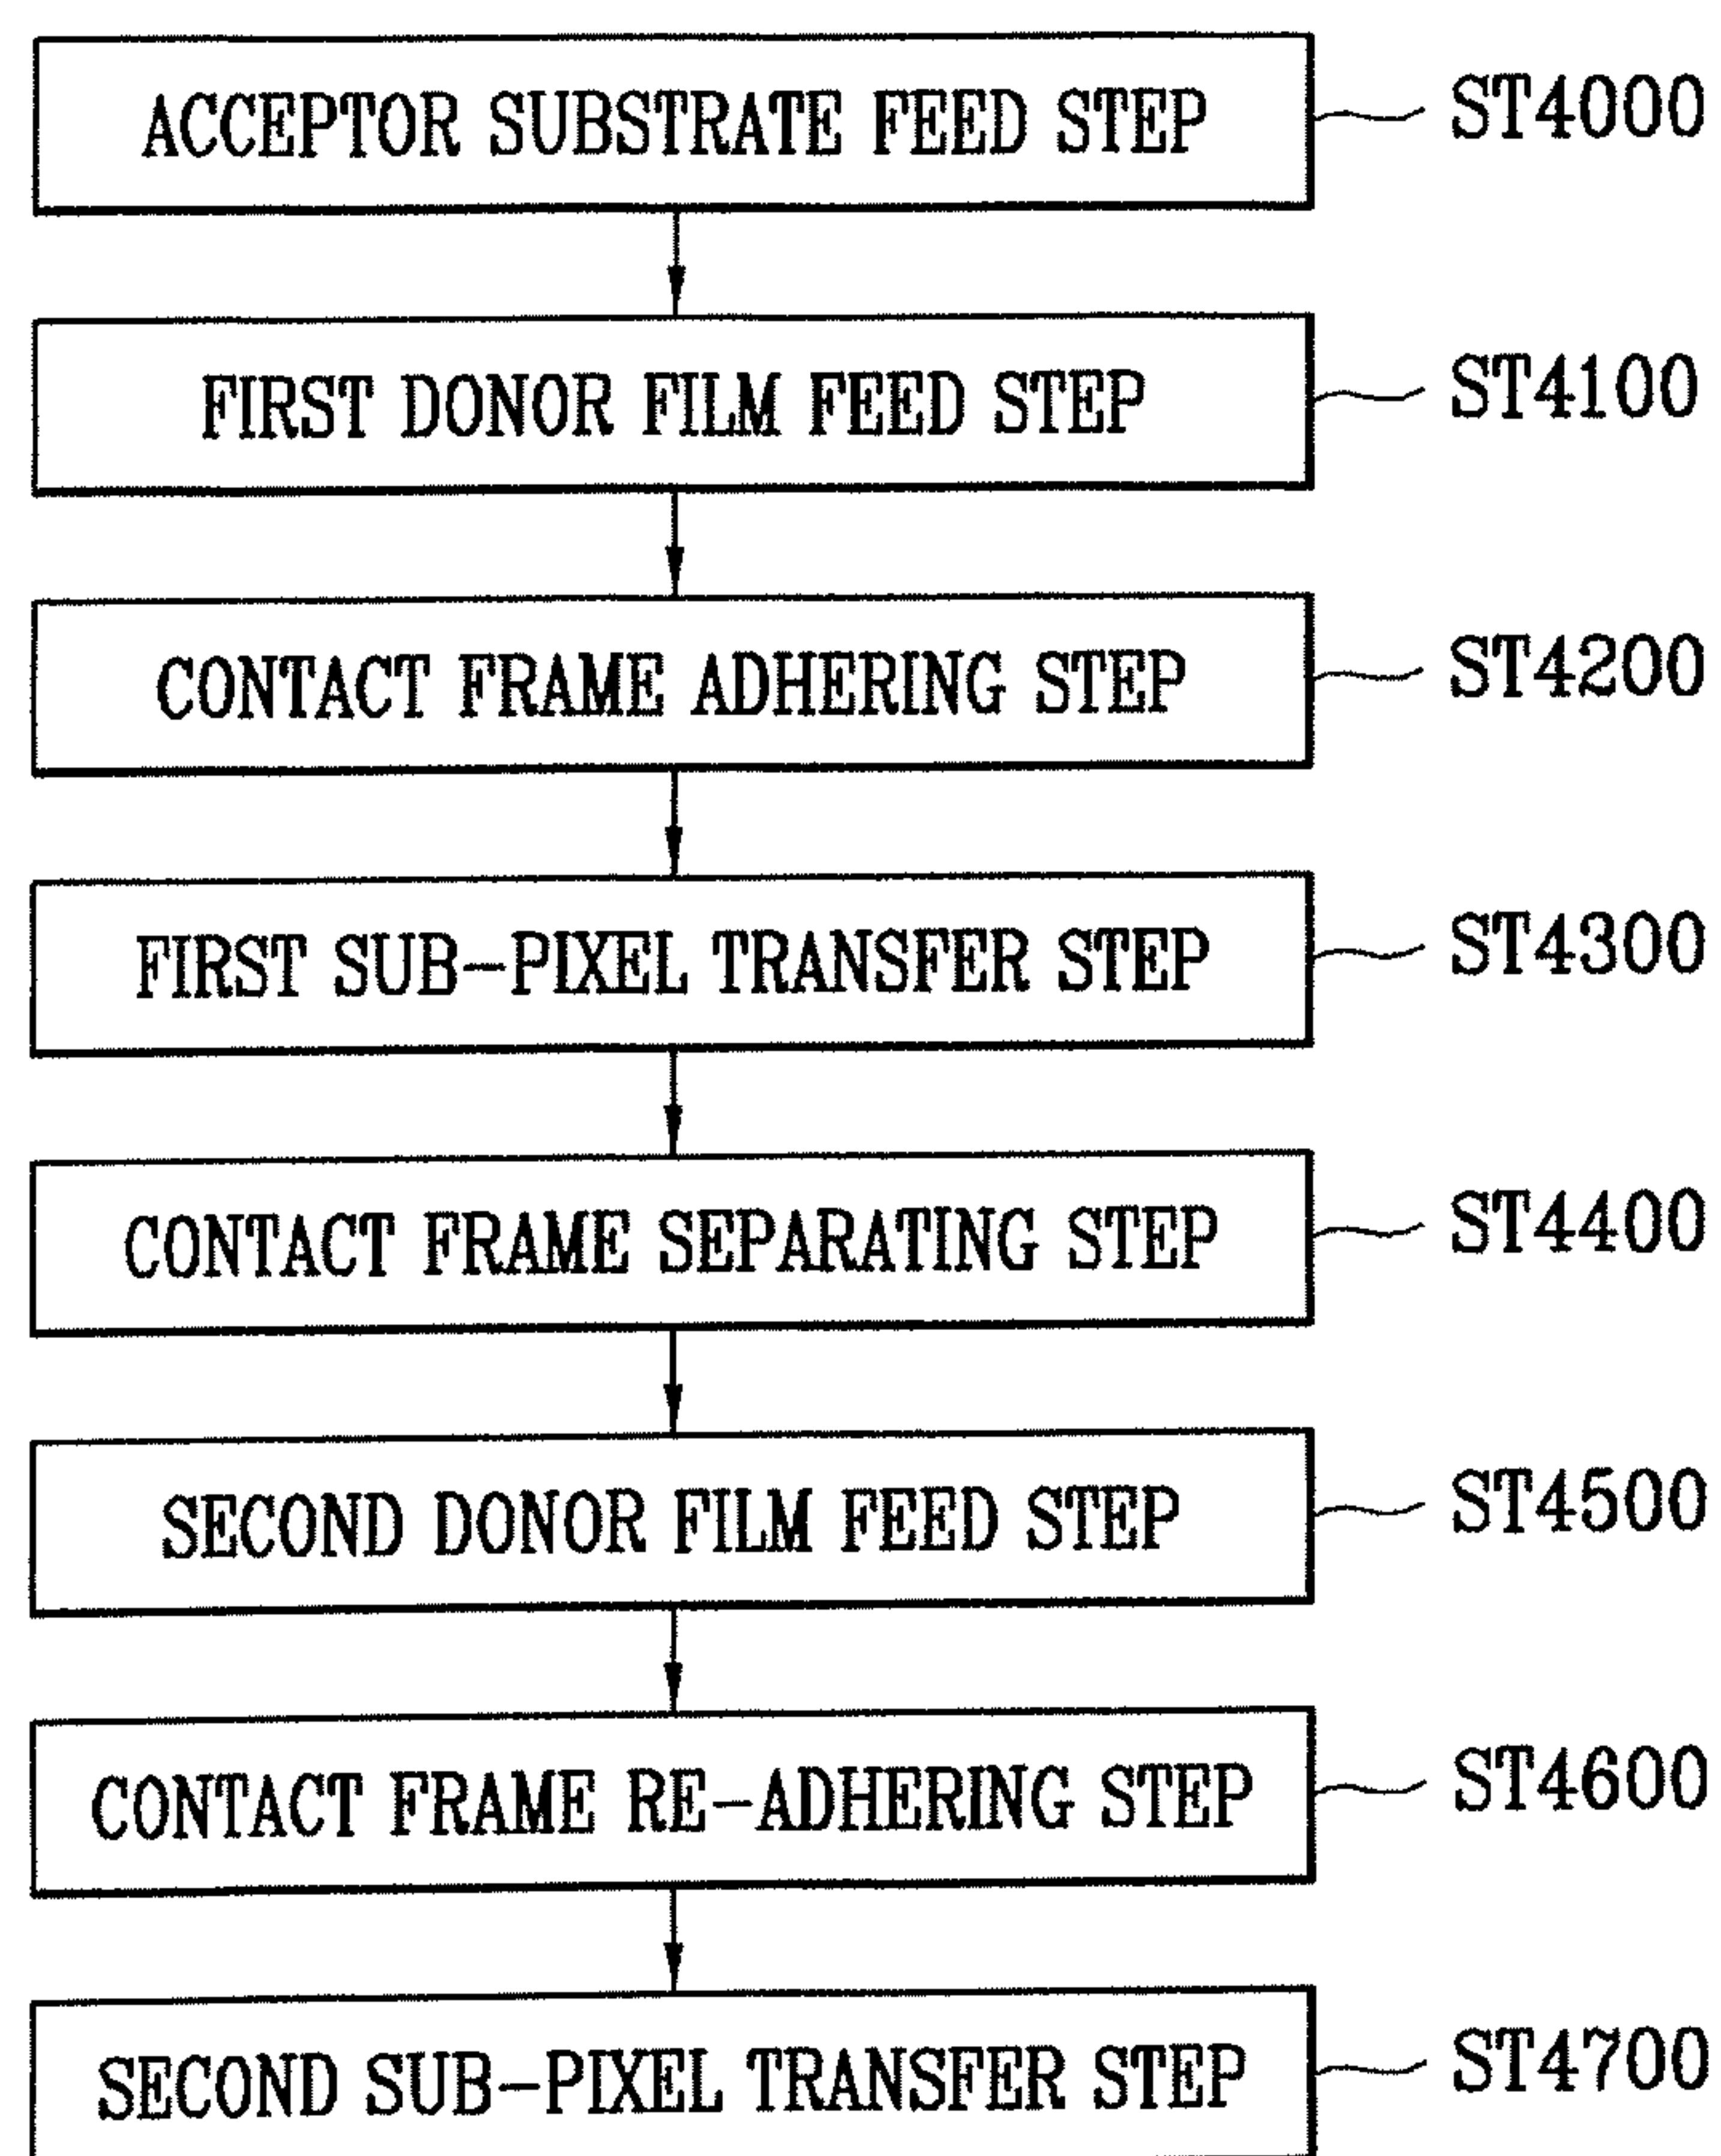 ACCEPTOR SUBSTRATE FEED STEP ST4000
FIRST DONOR FILM FEED STEP ST4100
CONTACT FRAME ADHERING STEP ST4200
FIRST SUB-PIXEL TRANSFER STEP ST4300
CONTACT FRAME SEPARATING STEP ST4400
SECOND DONOR FILM FEED STEP ST4500
CONTACT FRAME RE-ADHERING STEP ST4600
SECOND SUB-PIXEL TRANSFER STEP ST4700